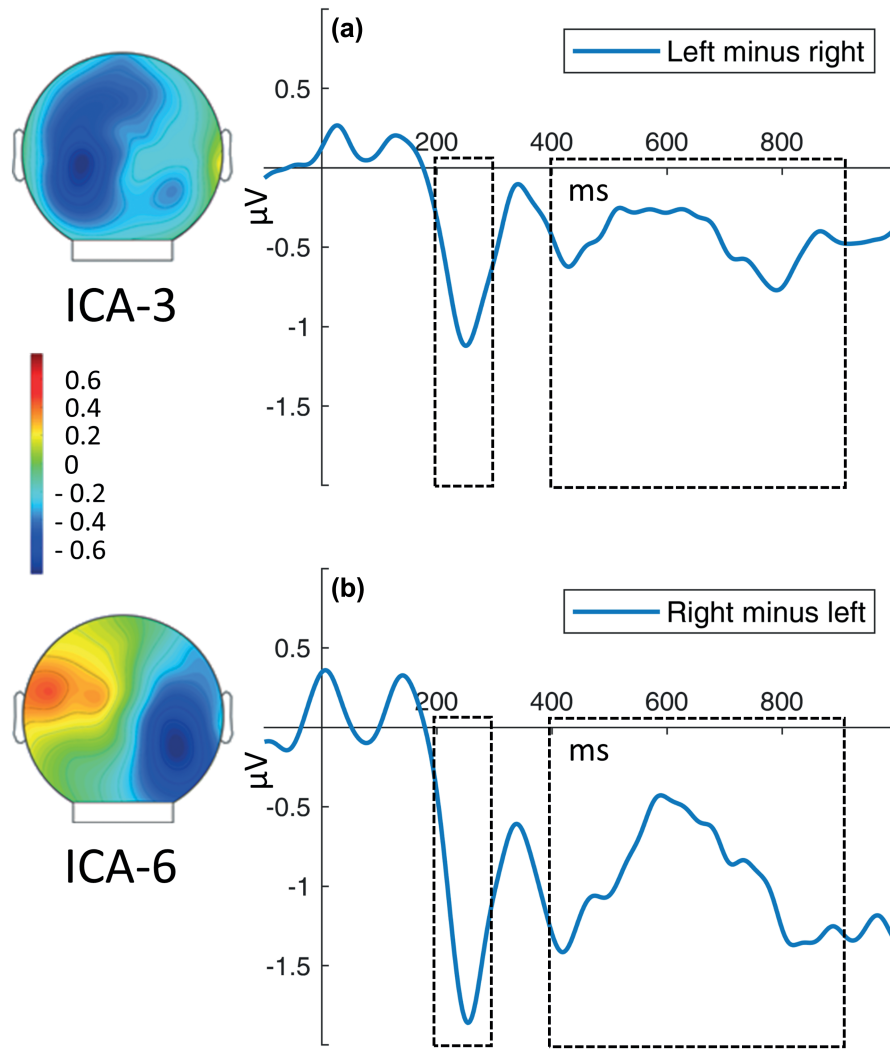 (a)
Left minus right
0.5
200 400 600 800
ms
μV
-0.5
-1
-1.5
ICA-3
0.6
0.4
0.2
0
- 0.2
- 0.4
- 0.6
(b)
Right minus left
0.5
200 400 600 800
ms
μV
-0.5
-1
-1.5
ICA-6